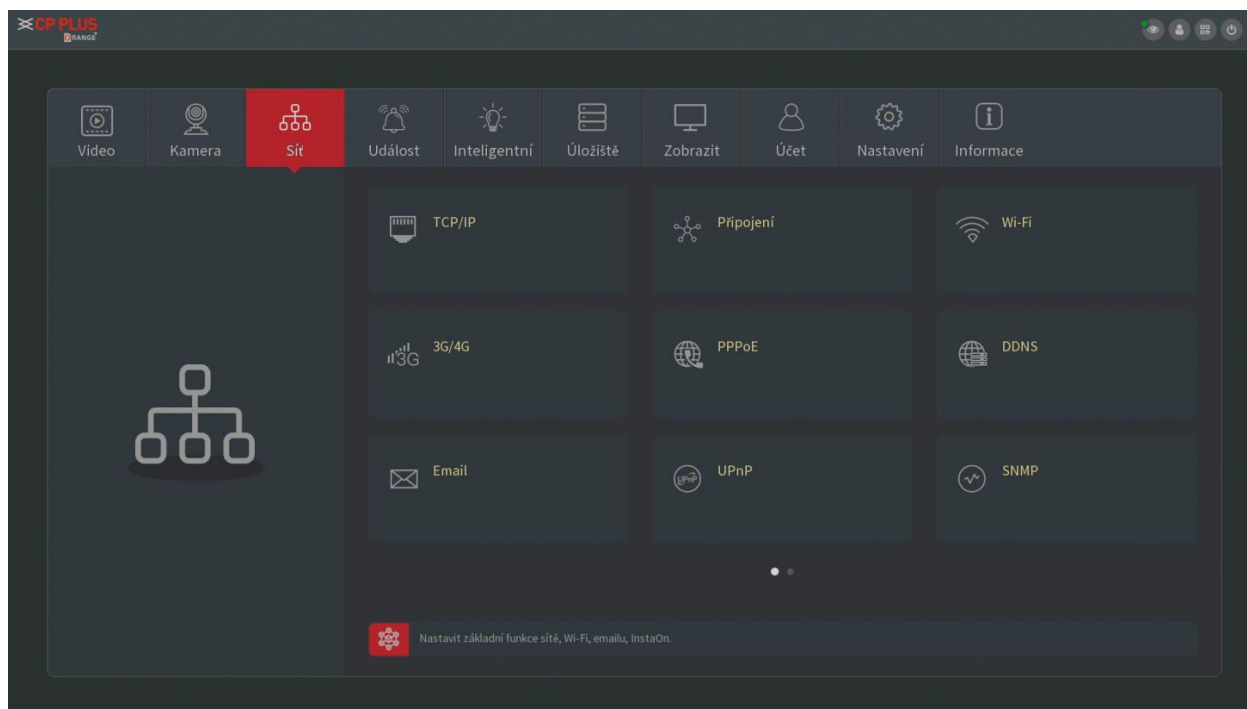 CP PLUS
ORANGE
Video
Kamera
Síť
Událost
Inteligentní
Úložiště
Zobrazit
Účet
Nastavení
Informace
TCP/IP
Připojení
Wi-Fi
3G
3G/4G
PPPoE
DDNS
Email
UPnP
UPnP
SNMP
Nastavit základní funkce sítě, Wi-Fi, emailu, InstaOn.